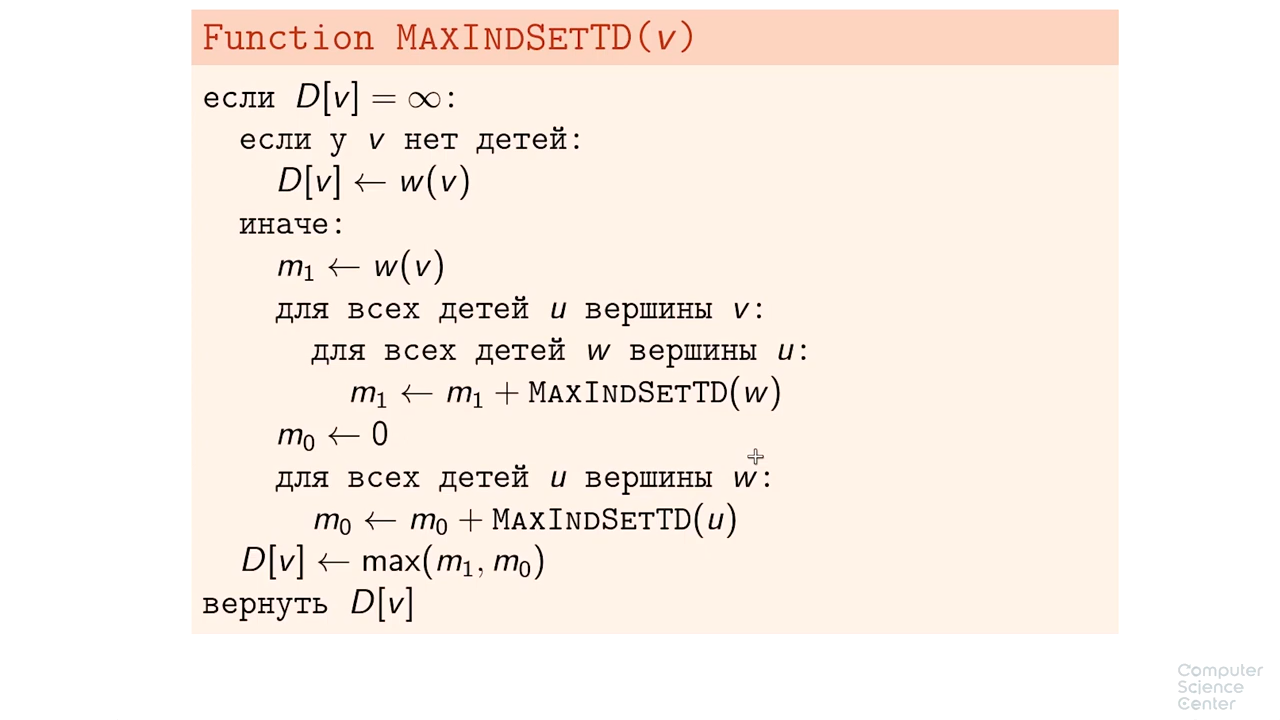 Function MAXINDSETTD(v)
если D[v] = ∞:
если у v нет детей:
D[v] ← w(v)
иначе:
m₁ ← w(v)
для всех детей u вершины v:
для всех детей w вершины u:
m₁ ← m₁ + MAXINDSETTD(w)
m₀ ← 0
для всех детей u вершины w:
m₀ ← m₀ + MAXINDSETTD(u)
D[v] ← max(m₁, m₀)
вернуть D[v]
Computer
Science
Center